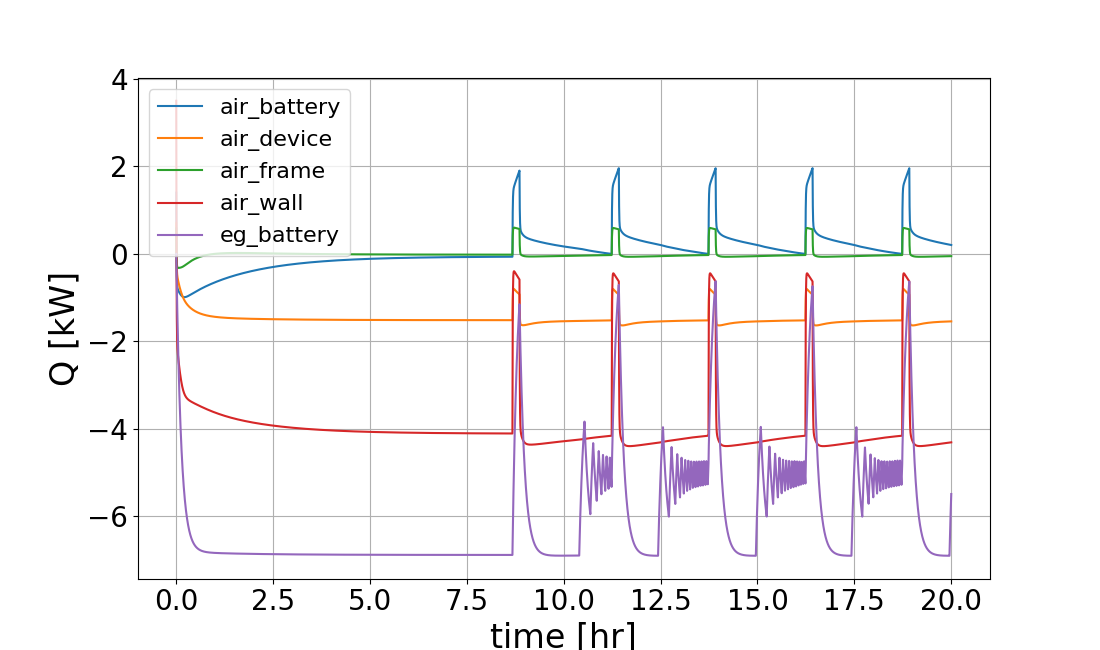 4
2
0
−2
−4
−6
Q [kW]
air_battery
air_device
air_frame
air_wall
eg_battery
0.0 2.5 5.0 7.5 10.0 12.5 15.0 17.5 20.0
time [hr]